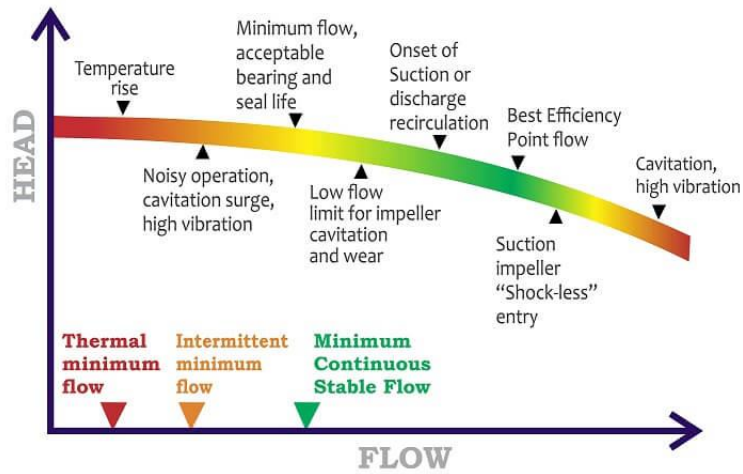 Temperature
rise
Minimum flow,
acceptable
bearing and
seal life
Onset of
Suction or
discharge
recirculation
Best Efficiency
Point flow
Cavitation,
high vibration
HEAD
Noisy operation,
cavitation surge,
high vibration
Low flow
limit for impeller
cavitation
and wear
Suction
impeller
“Shock-less”
entry
Thermal
minimum
flow
Intermittent
minimum
flow
Minimum
Continuous
Stable Flow
FLOW